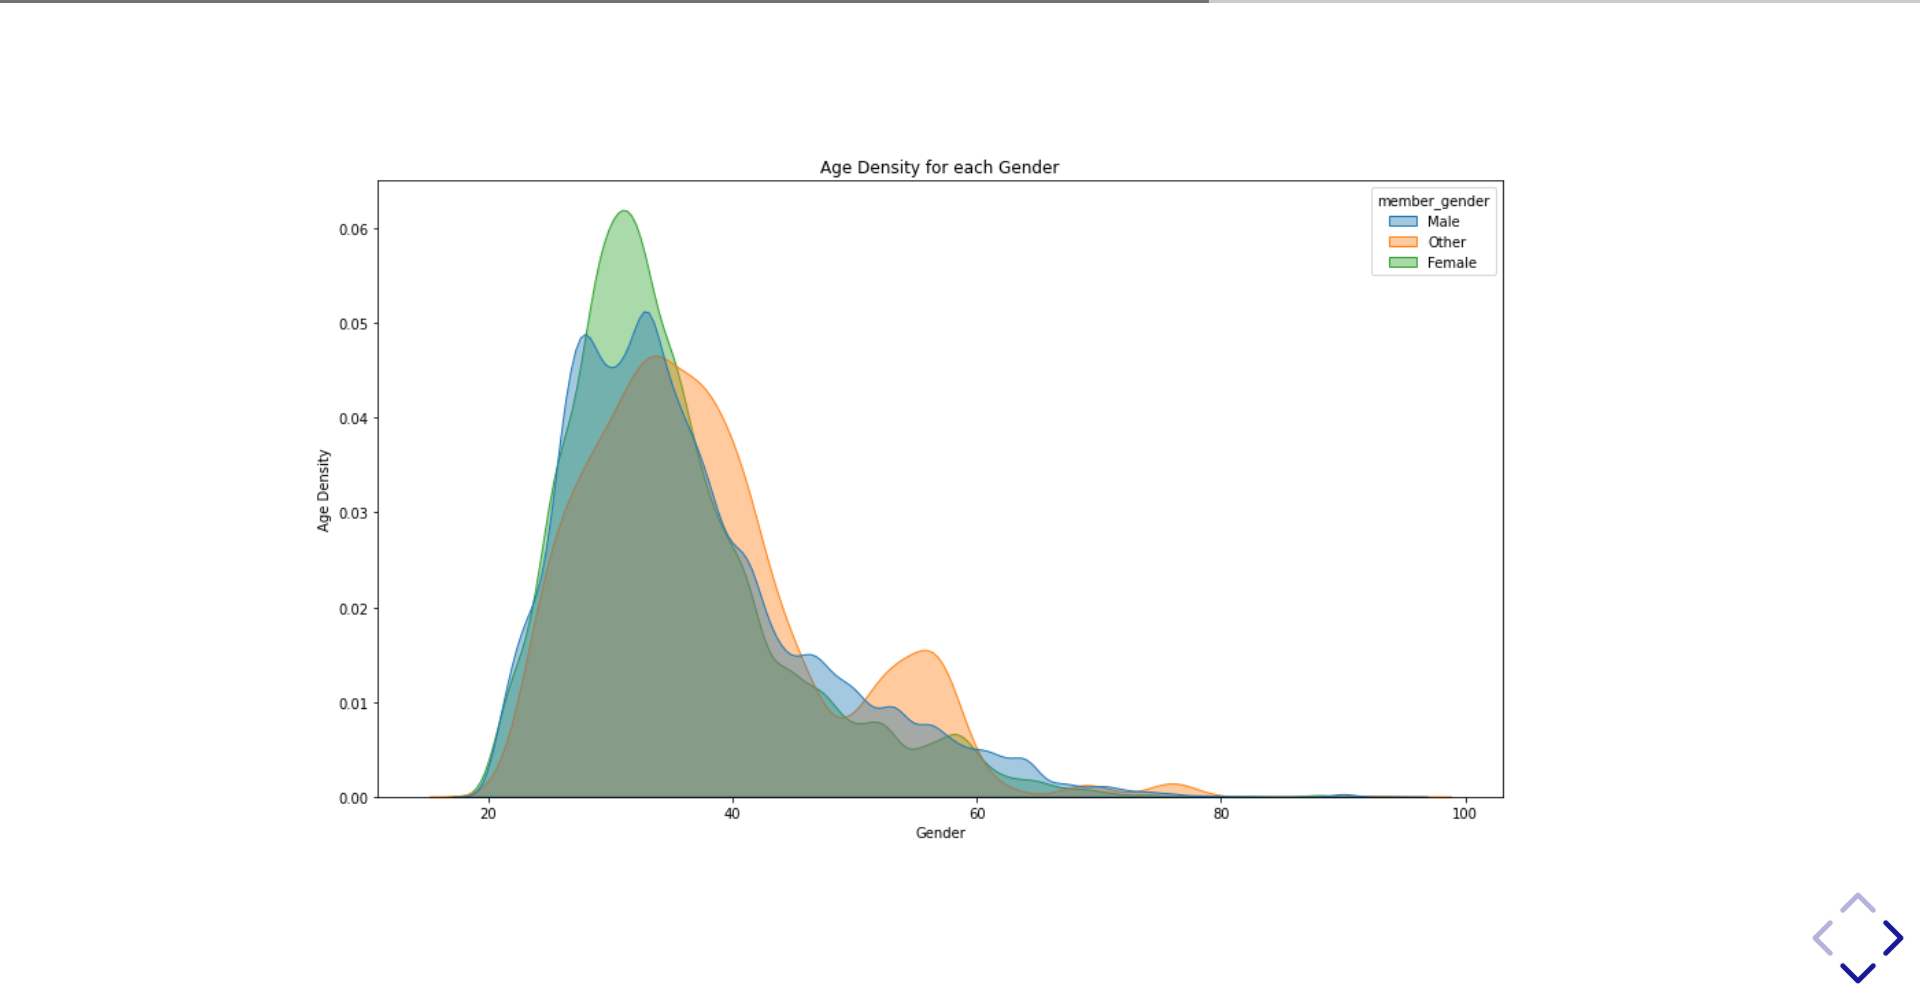 Age Density for each Gender
member_gender
Male
Other
Female
0.06
0.05
0.04
0.03
0.02
0.01
0.00
Age Density
20 40 60 80 100
Gender